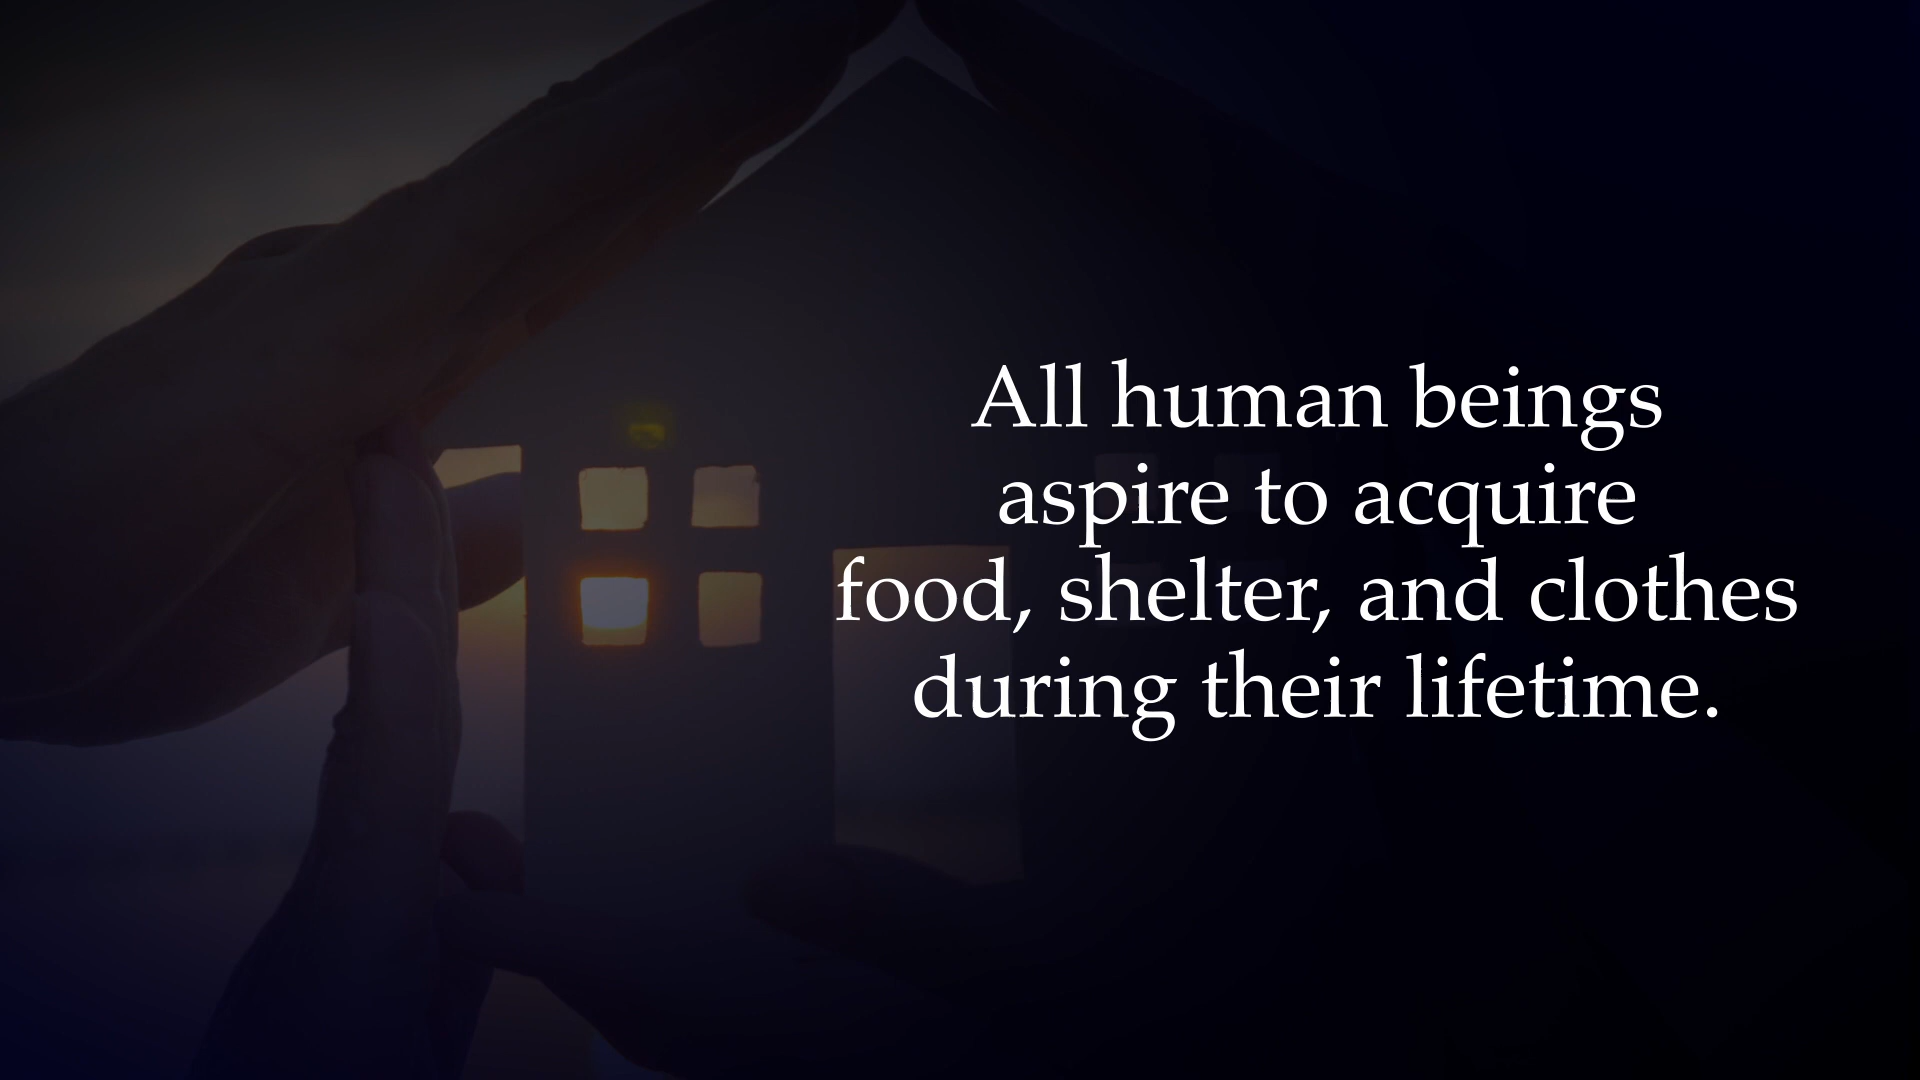 All human beings
aspire to acquire
food, shelter, and clothes
during their lifetime.